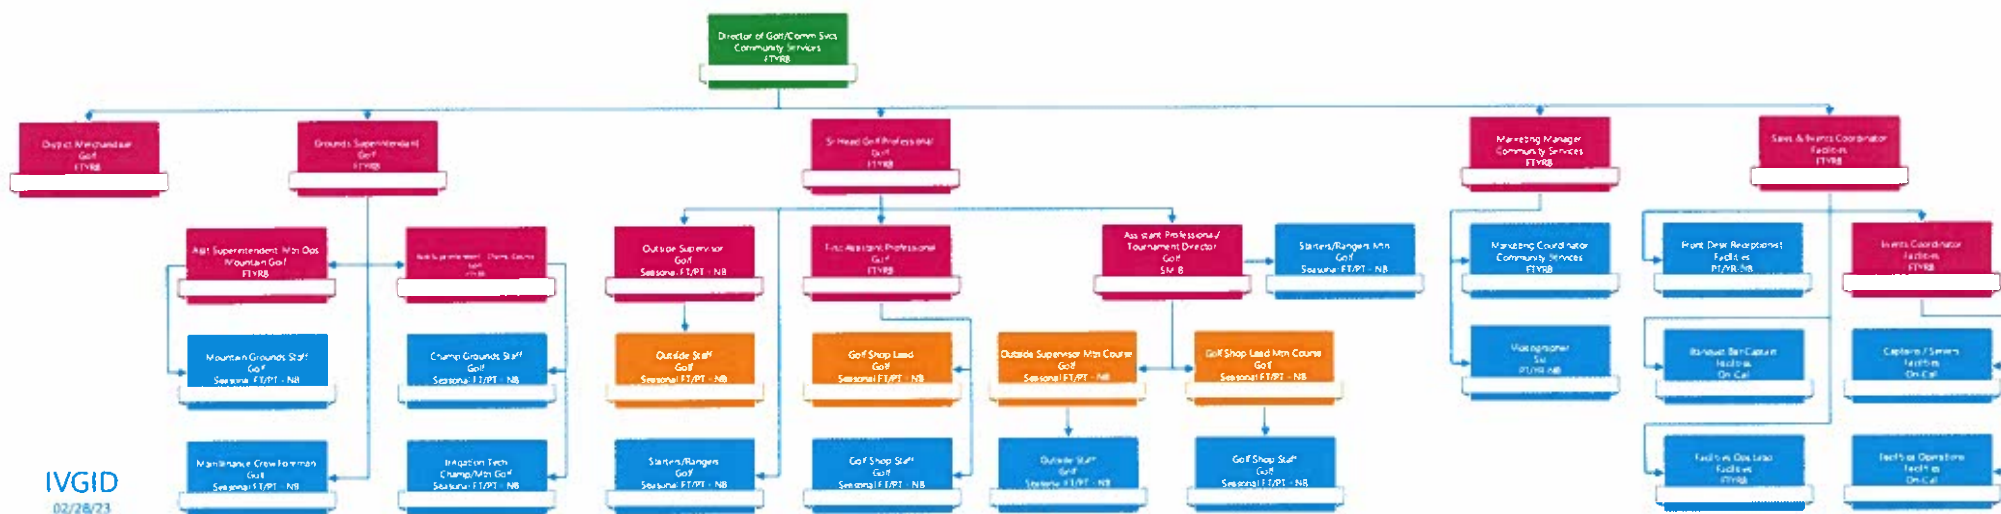 Director of Golf/Comm Svcs
Community Services
FTYRB
District Merchandiser
Golf
FTYRB
Grounds Superintendent
Golf
FTYRB
Sr Head Golf Professional
Golf
FTYRB
Marketing Manager
Community Services
FTYRB
Sales & Events Coordinator
Facilities
FTYRB
Asst Superintendent Mtn Ops
Mountain Golf
FTYRB
Champ Course
Golf
FTYRB
Outside Supervisor
Golf
Seasonal FT/PT - NB
First Assistant Professional
Golf
FTYRB
Assistant Professional/
Tournament Director
Golf
Starters/Rangers Mtn
Golf
Seasonal FT/PT - NB
Marketing Coordinator
Community Services
FTYRB
Front Desk Receptionist
Facilities
PT/YR-NB
Events Coordinator
Facilities
FTYRB
Mountain Grounds Staff
Golf
Seasonal FT/PT - NB
Champ Grounds Staff
Golf
Seasonal FT/PT - NB
Outside Staff
Golf
Seasonal FT/PT - NB
Golf Shop Lead
Golf
Seasonal FT/PT - NB
Outside Supervisor Mtn Course
Golf
Seasonal FT/PT - NB
Golf Shop Lead Mtn Course
Golf
Seasonal FT/PT - NB
Videographer
PT/YR-NB
Banquet Bar Captain
Facilities
On-Call
Captains / Servers
Facilities
On-Call
Maintenance Crew Foreman
Golf
Seasonal FT/PT - NB
Irrigation Tech
Champ/Mtn Golf
Seasonal FT/PT - NB
Starters/Rangers
Golf
Seasonal FT/PT - NB
Golf Shop Staff
Golf
Seasonal FT/PT - NB
Outside Staff
Golf
Seasonal FT/PT - NB
Golf Shop Staff
Golf
Seasonal FT/PT - NB
Facilities Ops Lead
Facilities
FTYRB
Facilities Operations
Facilities
On-Call
IVGID
02/28/23